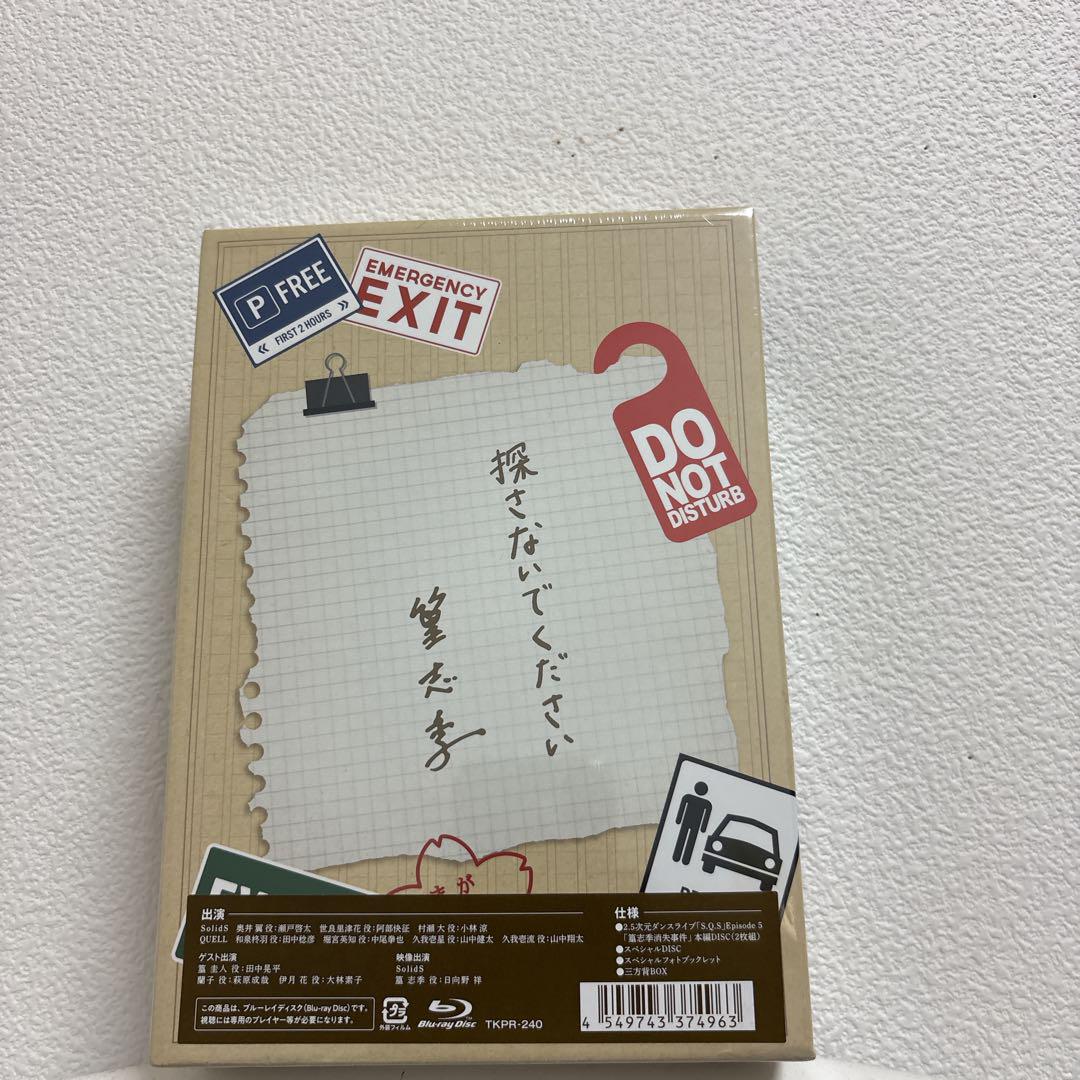 P FREE
FIRST 2 HOURS
EMERGENCY
EXIT
DO
NOT
DISTURB
探さないでください
篁志季
出演
SolidS 奥井 翼 役：瀬戸啓太 世良里津花 役：阿部快征 村瀬 大 役：小林 涼
QUELL 和泉柊羽 役：田中稔彦 堀宮英知 役：中尾拳也 久我壱星 役：山中健太 久我壱流 役：山中翔太
ゲスト出演
篁 圭人 役：田中晃平
蘭子 役：萩原成哉 伊月 花 役：大林素子
映像出演
SolidS
篁 志季 役：日向野 祥
仕様
●2.5次元ダンスライブ「S.Q.S」Episode 5
「篁志季消失事件」本編DISC（2枚組）
●スペシャルDISC
●スペシャルフォトブックレット
●三方背BOX
この商品は、ブルーレイディスク（Blu-ray Disc）です。
視聴には専用のプレイヤー等が必要になります。
プラ
外装フィルム
Blu-ray Disc
TKPR-240
4 549743 374963